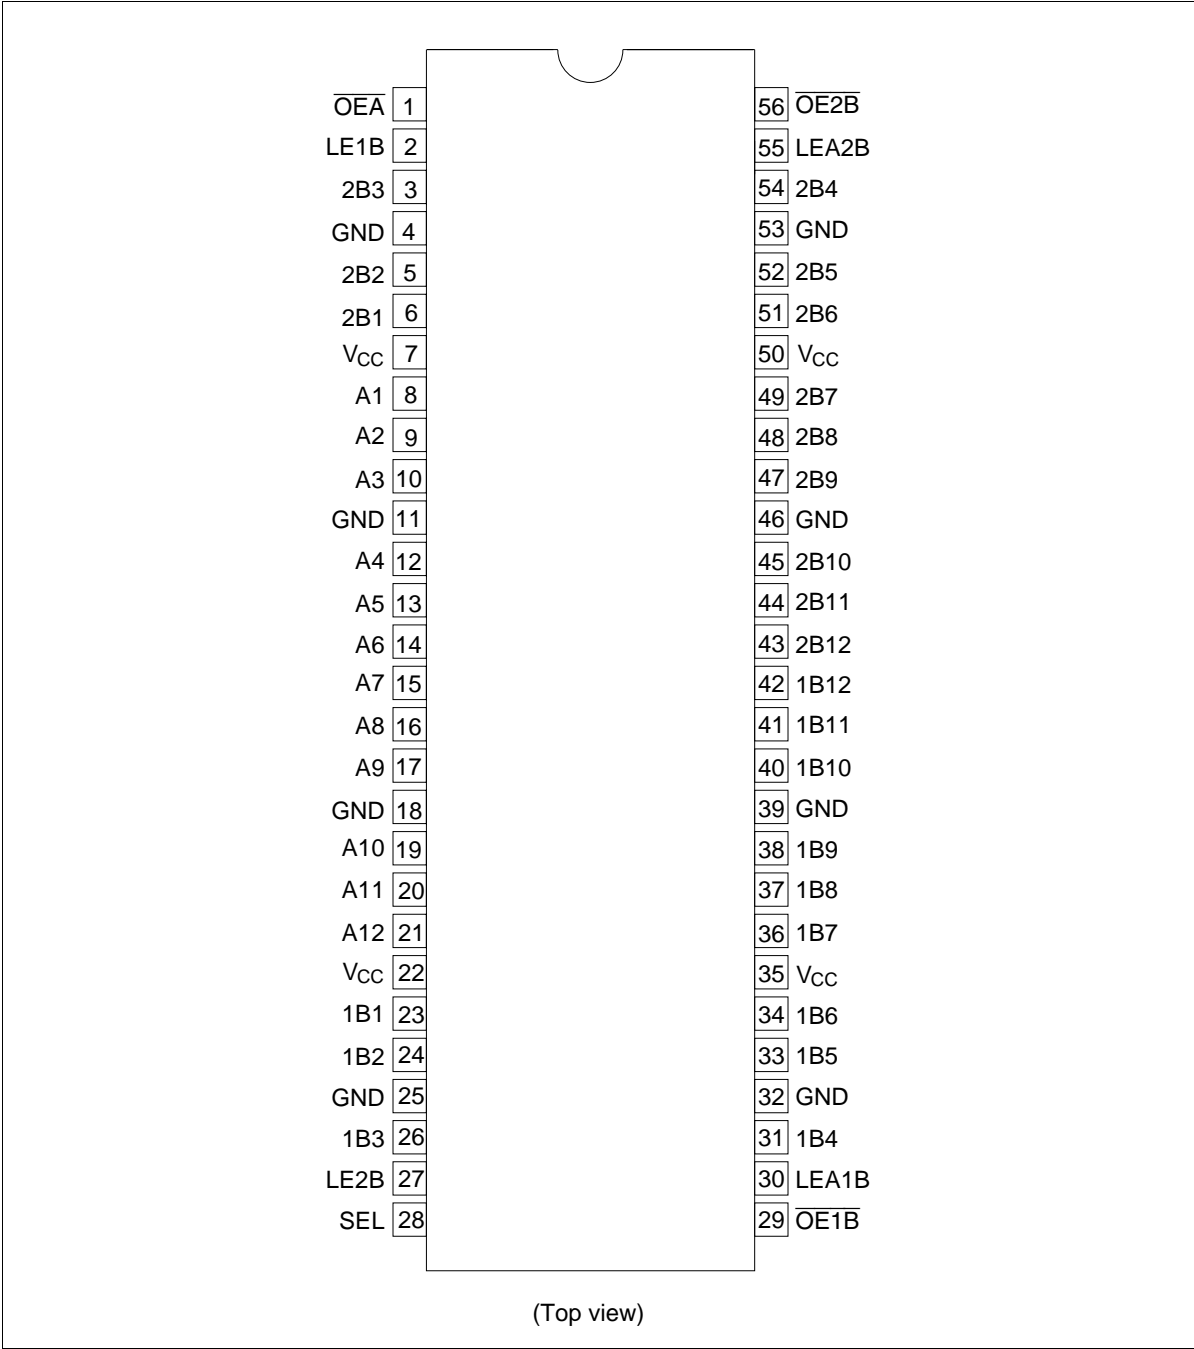 O̅E̅A̅ 1 56 O̅E̅2̅B̅
LE1B 2 55 LEA2B
2B3 3 54 2B4
GND 4 53 GND
2B2 5 52 2B5
2B1 6 51 2B6
VCC 7 50 VCC
A1 8 49 2B7
A2 9 48 2B8
A3 10 47 2B9
GND 11 46 GND
A4 12 45 2B10
A5 13 44 2B11
A6 14 43 2B12
A7 15 42 1B12
A8 16 41 1B11
A9 17 40 1B10
GND 18 39 GND
A10 19 38 1B9
A11 20 37 1B8
A12 21 36 1B7
VCC 22 35 VCC
1B1 23 34 1B6
1B2 24 33 1B5
GND 25 32 GND
1B3 26 31 1B4
LE2B 27 30 LEA1B
SEL 28 29 O̅E̅1̅B̅
(Top view)